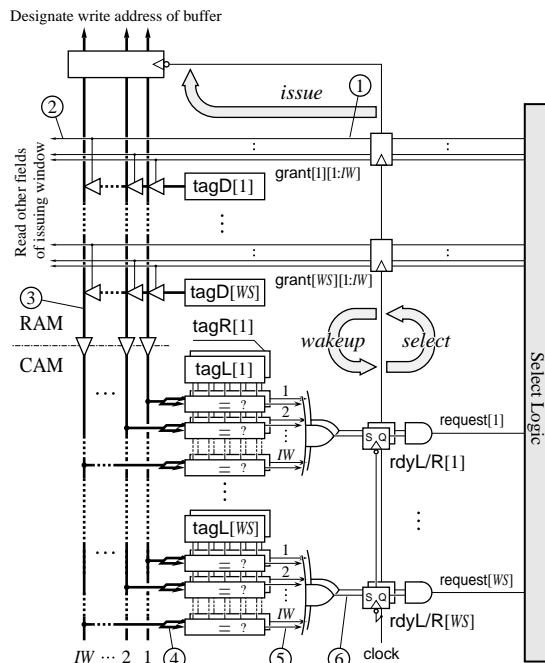 Designate write address of buffer
issue
1
2
:
:
:
:
Read other fields
of issuing window
grant[1][1:IW]
tagD[1]
⋮
:
:
grant[WS][1:IW]
tagD[WS]
3
RAM
CAM
tagR[1]
tagL[1]
wakeup
select
Select Logic
...
= ?
1
= ?
2
⋮
= ?
IW
S Q
request[1]
rdyL/R[1]
⋮
⋮
tagL[WS]
...
= ?
1
= ?
2
⋮
= ?
IW
S Q
request[WS]
rdyL/R[WS]
IW ... 2 1
4
5
6
clock